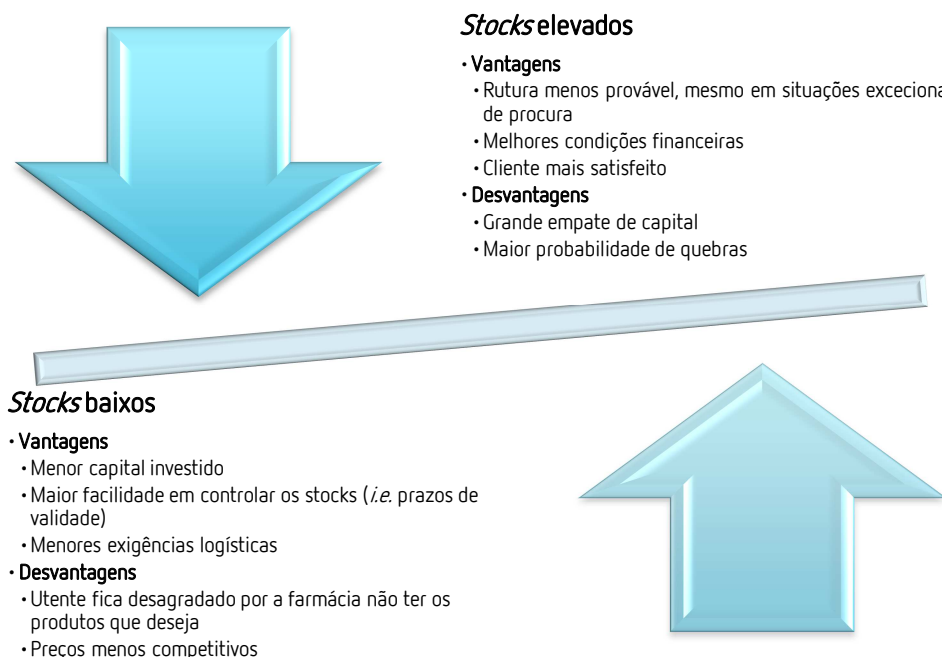 Stocks elevados
• Vantagens
• Rutura menos provável, mesmo em situações exceciona
de procura
• Melhores condições financeiras
• Cliente mais satisfeito
• Desvantagens
• Grande empate de capital
• Maior probabilidade de quebras
Stocks baixos
• Vantagens
• Menor capital investido
• Maior facilidade em controlar os stocks (i.e. prazos de
validade)
• Menores exigências logísticas
• Desvantagens
• Utente fica desagradado por a farmácia não ter os
produtos que deseja
• Preços menos competitivos